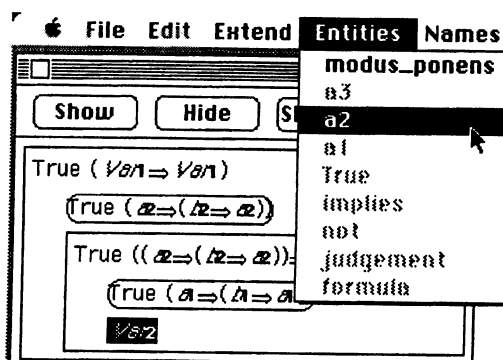 File Edit Extend Entities Names
modus_ponens
a3
a2
a1
True
implies
not
judgement
formula
Show Hide
True ( Var1 ⇒ Var1 )
True ( a2⇒(b2⇒ a2))
True (( a2⇒(b2⇒ a2))=
True ( a1⇒(b1⇒ a1
Var2